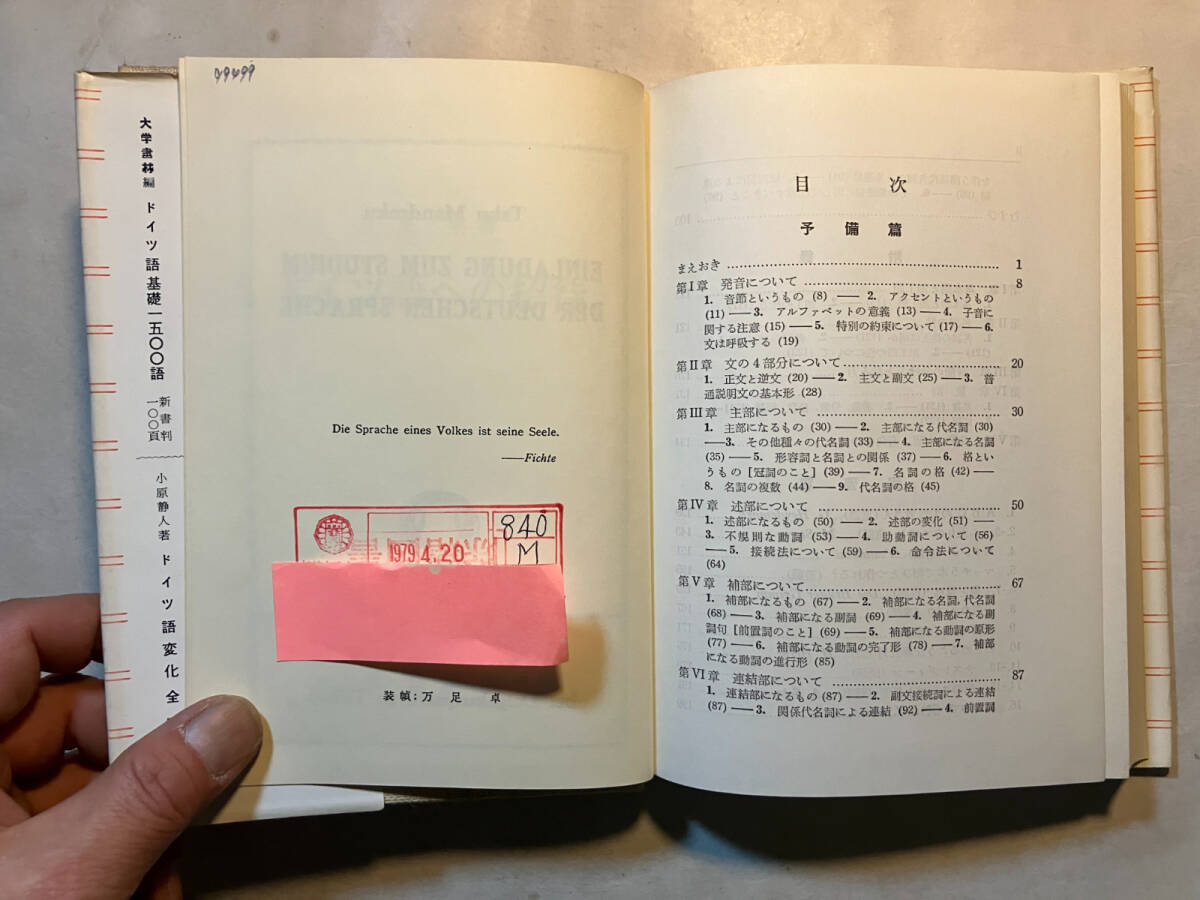 大学書林編 ドイツ語基礎一五〇〇語 新書判 一〇〇頁
小原静人著 ドイツ語変化全
Die Sprache eines Volkes ist seine Seele.
——Fichte
840
1979 4.20
M
装幀：万足卓
目次
予備篇
まえおき 1
第I章 発音について 8
1. 音節というもの (8) —— 2. アクセントというもの
(11) —— 3. アルファベットの意義 (13) —— 4. 子音に
関する注意 (15) —— 5. 特別の約束について (17) —— 6.
文は呼吸する (19)
第II章 文の4部分について 20
1. 正文と逆文 (20) —— 2. 主文と副文 (25) —— 3. 普
通説明文の基本形 (28)
第III章 主部について 30
1. 主部になるもの (30) —— 2. 主部になる代名詞 (30)
—— 3. その他種々の代名詞 (33) —— 4. 主部になる名詞
(35) —— 5. 形容詞と名詞との関係 (37) —— 6. 格とい
うもの [冠詞のこと] (39) —— 7. 名詞の格 (42) ——
8. 名詞の複数 (44) —— 9. 代名詞の格 (45)
第IV章 述部について 50
1. 述部になるもの (50) —— 2. 述部の変化 (51) ——
3. 不規則な動詞 (53) —— 4. 助動詞について (56)
—— 5. 接続法について (59) —— 6. 命令法について
(64)
第V章 補部について 67
1. 補部になるもの (67) —— 2. 補部になる名詞，代名詞
(68) —— 3. 補部になる副詞 (69) —— 4. 補部になる副
詞句 [前置詞のこと] (69) —— 5. 補部になる動詞の原形
(77) —— 6. 補部になる動詞の完了形 (78) —— 7. 補部
になる動詞の進行形 (85)
第VI章 連結部について 87
1. 連結部になるもの (87) —— 2. 副文接続詞による連結
(87) —— 3. 関係代名詞による連結 (92) —— 4. 前置詞